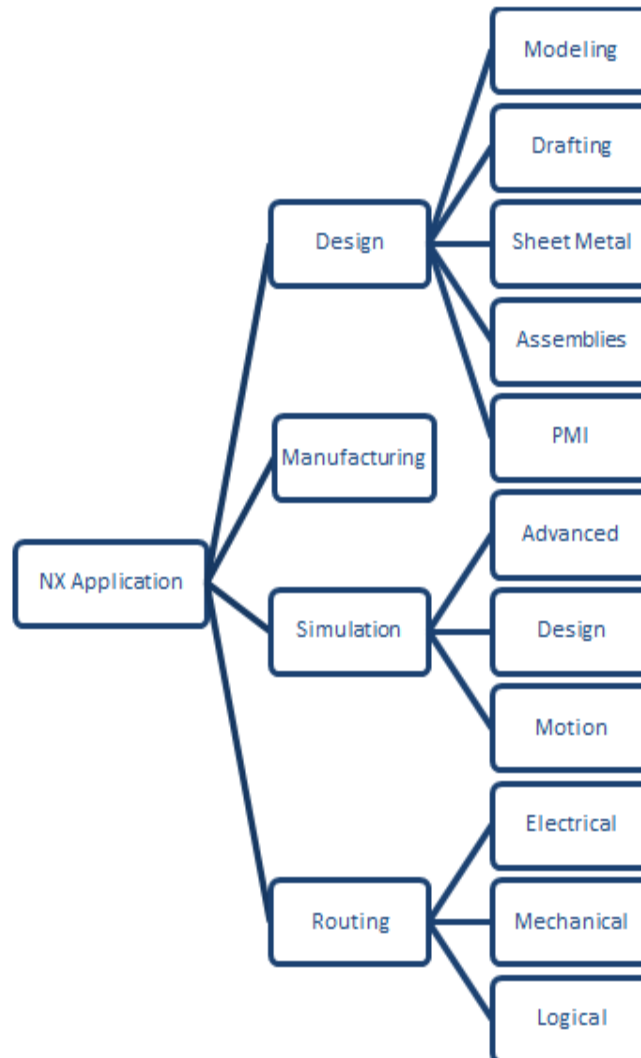 NX Application
Design
Modeling
Drafting
Sheet Metal
Assemblies
PMI
Manufacturing
Simulation
Advanced
Design
Motion
Routing
Electrical
Mechanical
Logical